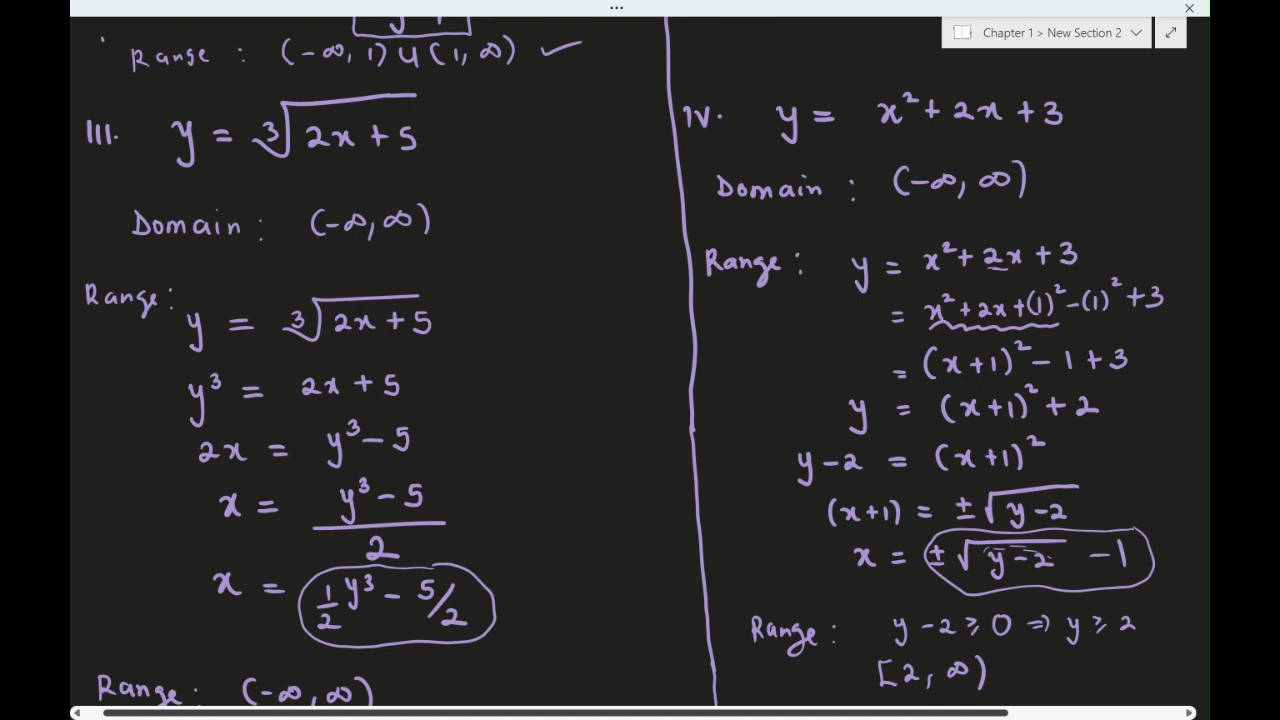 Chapter 1 > New Section 2
Range : (-∞, 1) ∪ (1, ∞) ✓
III. y = ∛(2x + 5)
Domain : (-∞, ∞)
Range :
y = ∛(2x + 5)
y³ = 2x + 5
2x = y³ - 5
x = (y³ - 5)/2
x = 1/2 y³ - 5/2
Range : (-∞, ∞)
IV. y = x² + 2x + 3
Domain : (-∞, ∞)
Range : y = x² + 2x + 3
= x² + 2x + (1)² - (1)² + 3
= (x+1)² - 1 + 3
y = (x+1)² + 2
y - 2 = (x+1)²
(x+1) = ± √(y-2)
x = ± √(y-2) - 1
Range : y - 2 ⩾ 0 ⇒ y ⩾ 2
[2, ∞)